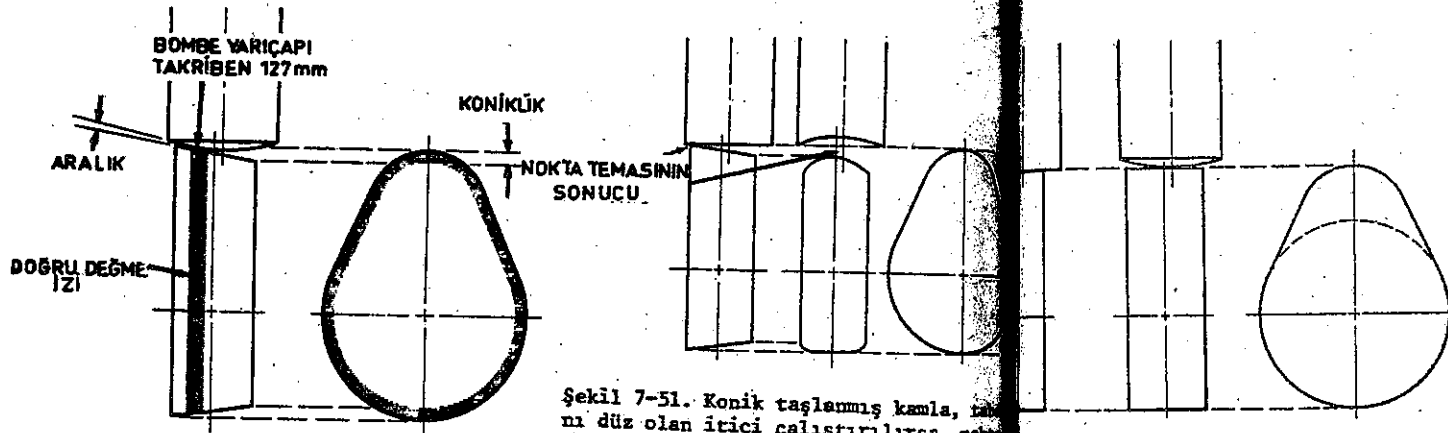 BOMBE YARIÇAPI
TAKRİBEN 127mm
KONİKLİK
ARALIK
NOKTA TEMASININ
SONUCU
DOĞRU DEĞME
İZİ
Şekil 7-51. Konik taşlanmış kamla,
nı düz olan itici çalıştırılırsa,